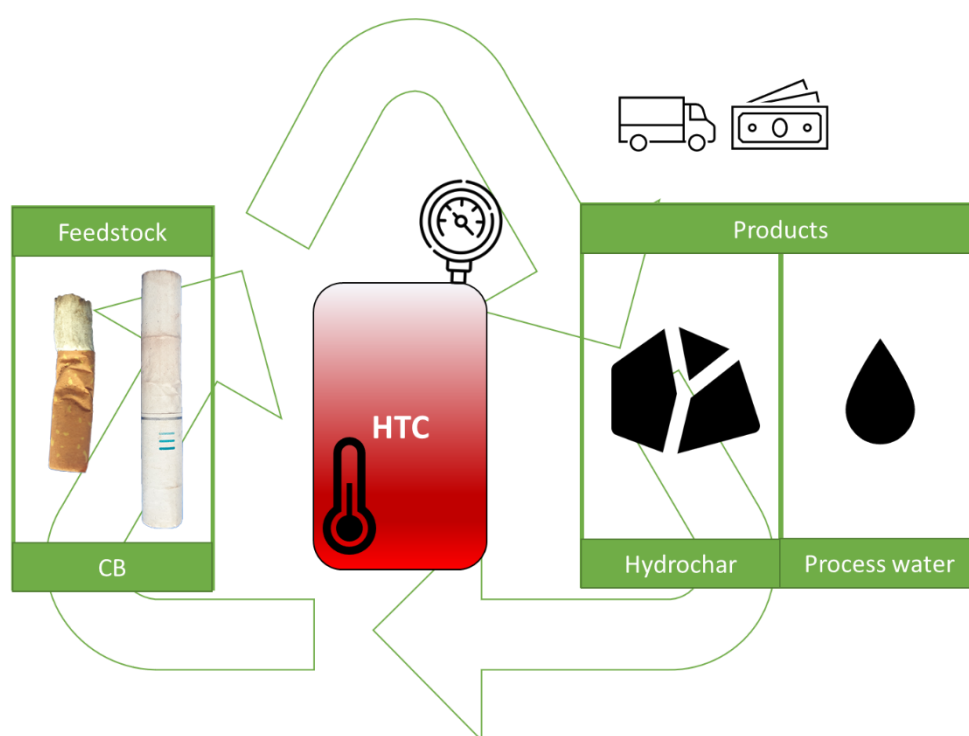 Feedstock
CB
HTC
Products
Hydrochar
Process water